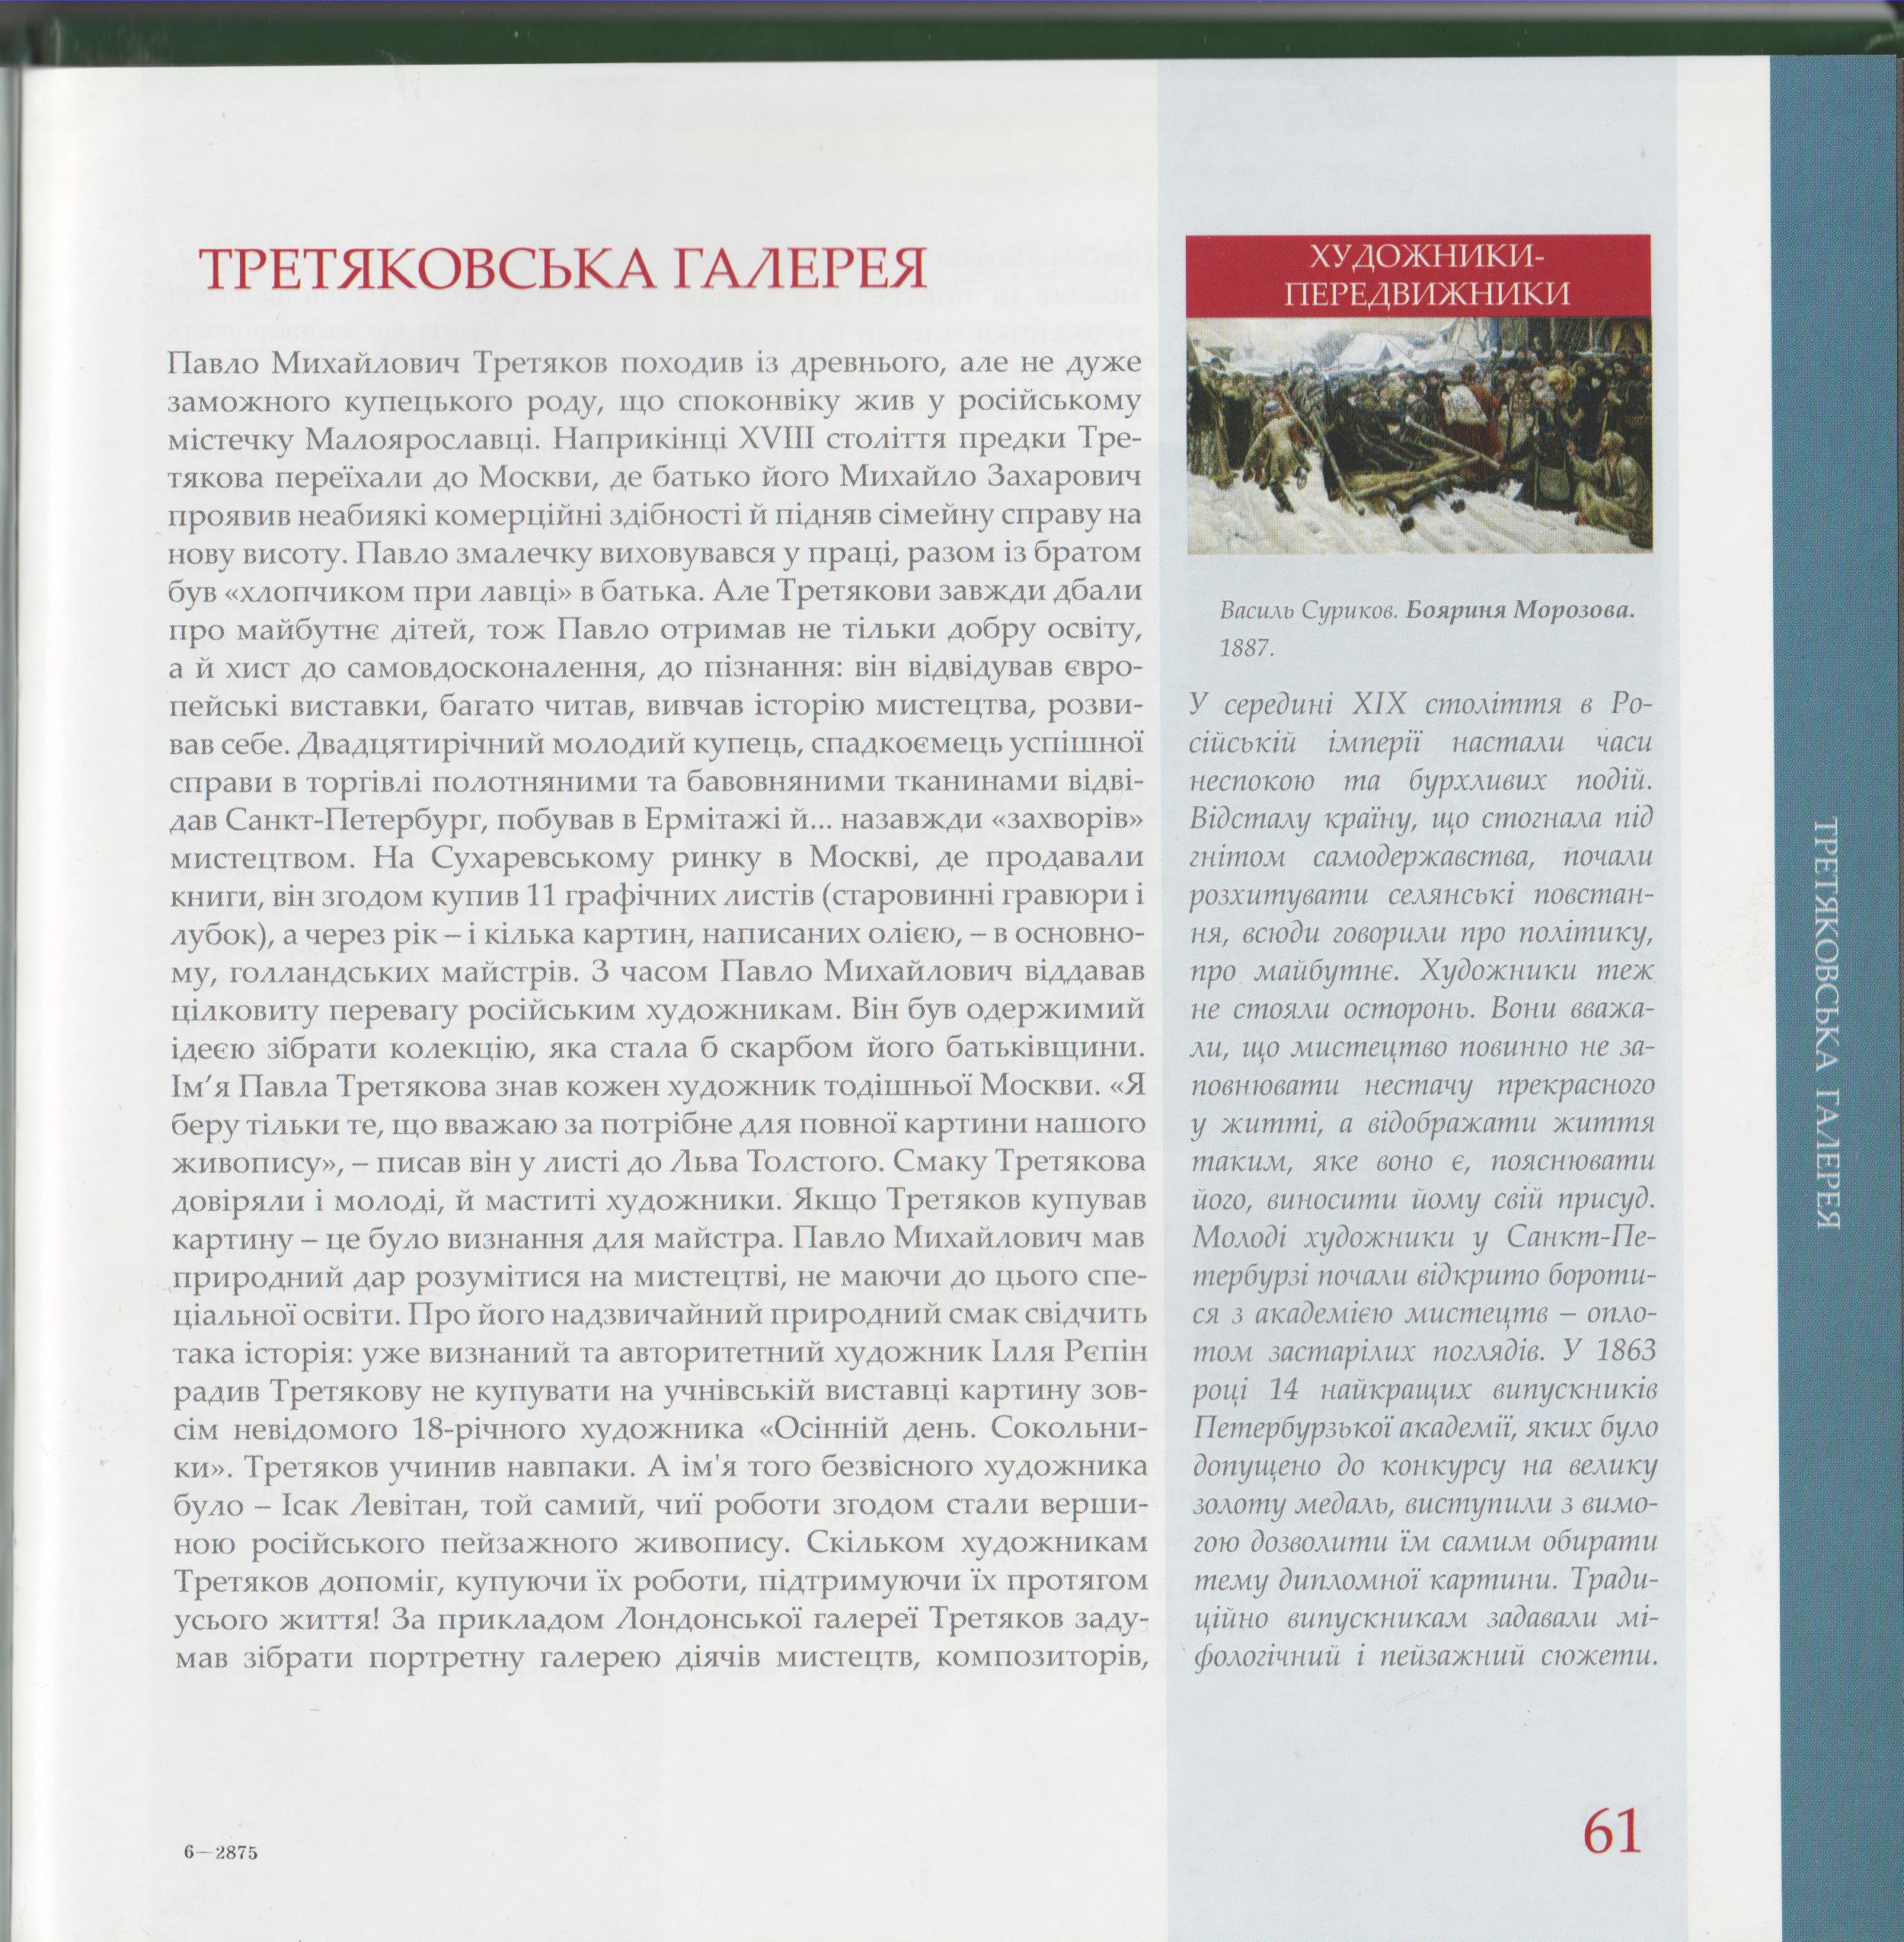 ТРЕТЯКОВСЬКА ГАЛЕРЕЯ
Павло Михайлович Третяков походив із древнього, але не дуже
заможного купецького роду, що споконвіку жив у російському
містечку Малоярославці. Наприкінці XVIII століття предки Тре-
тякова переїхали до Москви, де батько його Михайло Захарович
проявив неабиякі комерційні здібності й підняв сімейну справу на
нову висоту. Павло змалечку виховувався у праці, разом із братом
був «хлопчиком при лавці» в батька. Але Третякови завжди дбали
про майбутнє дітей, тож Павло отримав не тільки добру освіту,
а й хист до самовдосконалення, до пізнання: він відвідував євро-
пейські виставки, багато читав, вивчав історію мистецтва, розви-
вав себе. Двадцятирічний молодий купець, спадкоємець успішної
справи в торгівлі полотняними та бавовняними тканинами відві-
дав Санкт-Петербург, побував в Ермітажі й... назавжди «захворів»
мистецтвом. На Сухаревському ринку в Москві, де продавали
книги, він згодом купив 11 графічних листів (старовинні гравюри і
лубок), а через рік – і кілька картин, написаних олією, – в основно-
му, голландських майстрів. З часом Павло Михайлович віддавав
цілковиту перевагу російським художникам. Він був одержимий
ідеєю зібрати колекцію, яка стала б скарбом його батьківщини.
Ім’я Павла Третякова знав кожен художник тодішньої Москви. «Я
беру тільки те, що вважаю за потрібне для повної картини нашого
живопису», – писав він у листі до Льва Толстого. Смаку Третякова
довіряли і молоді, й маститі художники. Якщо Третяков купував
картину – це було визнання для майстра. Павло Михайлович мав
природний дар розумітися на мистецтві, не маючи до цього спе-
ціальної освіти. Про його надзвичайний природний смак свідчить
така історія: уже визнаний та авторитетний художник Ілля Рєпін
радив Третякову не купувати на учнівській виставці картину зов-
сім невідомого 18-річного художника «Осінній день. Сокольни-
ки». Третяков учинив навпаки. А ім'я того безвісного художника
було – Ісак Левітан, той самий, чиї роботи згодом стали верши-
ною російського пейзажного живопису. Скільком художникам
Третяков допоміг, купуючи їх роботи, підтримуючи їх протягом
усього життя! За прикладом Лондонської галереї Третяков заду-
мав зібрати портретну галерею діячів мистецтв, композиторів,
6—2875
ХУДОЖНИКИ-
ПЕРЕДВИЖНИКИ
Василь Суриков. Бояриня Морозова.
1887.
У середині XIX століття в Ро-
сійській імперії настали часи
неспокою та бурхливих подій.
Відсталу країну, що стогнала під
гнітом самодержавства, почали
розхитувати селянські повстан-
ня, всюди говорили про політику,
про майбутнє. Художники теж
не стояли осторонь. Вони вважа-
ли, що мистецтво повинно не за-
повнювати нестачу прекрасного
у житті, а відображати життя
таким, яке воно є, пояснювати
його, виносити йому свій присуд.
Молоді художники у Санкт-Пе-
тербурзі почали відкрито бороти-
ся з академією мистецтв – опло-
том застарілих поглядів. У 1863
році 14 найкращих випускників
Петербурзької академії, яких було
допущено до конкурсу на велику
золоту медаль, виступили з вимо-
гою дозволити їм самим обирати
тему дипломної картини. Тради-
ційно випускникам задавали мі-
фологічний і пейзажний сюжети.
61
ТРЕТЯКОВСЬКА ГАЛЕРЕЯ